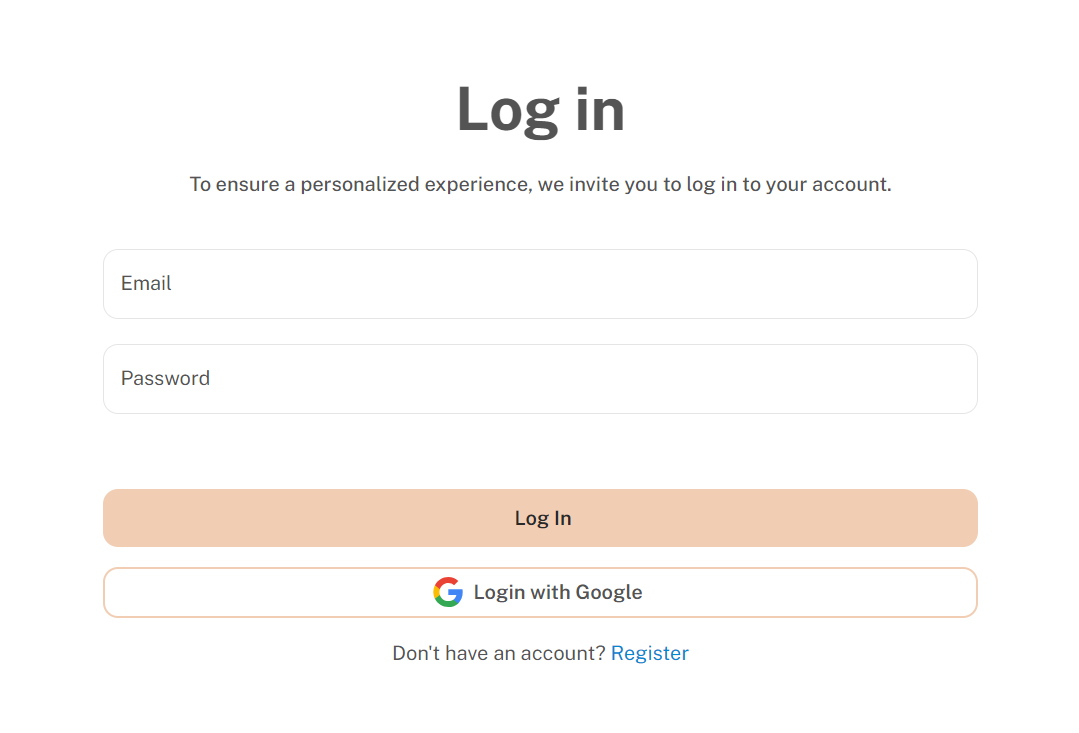 Log in
To ensure a personalized experience, we invite you to log in to your account.
Email
Password
Log In
Login with Google
Don't have an account? Register